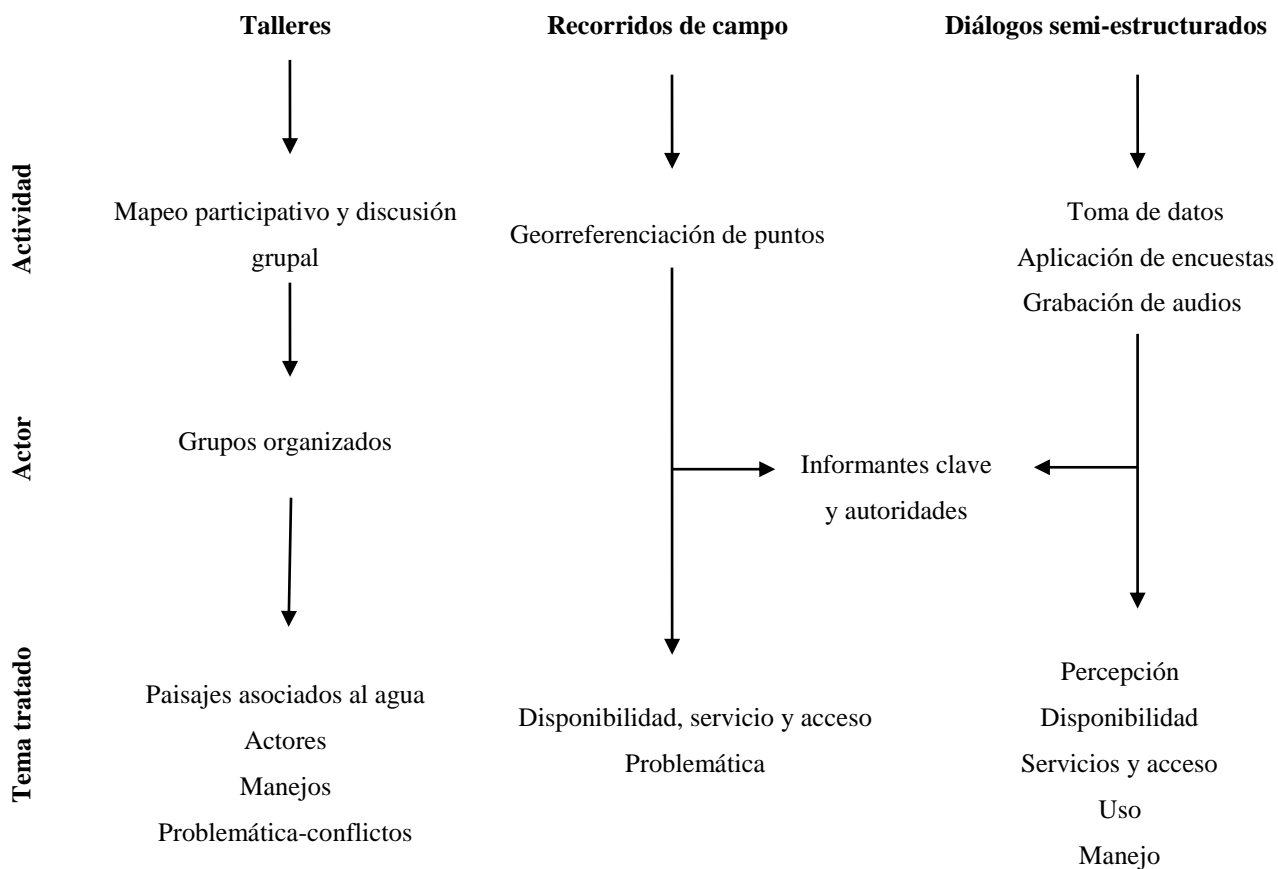 Talleres
Recorridos de campo
Diálogos semi-estructurados
Actividad
Mapeo participativo y discusión
grupal
Georreferenciación de puntos
Toma de datos
Aplicación de encuestas
Grabación de audios
Actor
Grupos organizados
Informantes clave
y autoridades
Tema tratado
Paisajes asociados al agua
Actores
Manejos
Problemática-conflictos
Disponibilidad, servicio y acceso
Problemática
Percepción
Disponibilidad
Servicios y acceso
Uso
Manejo